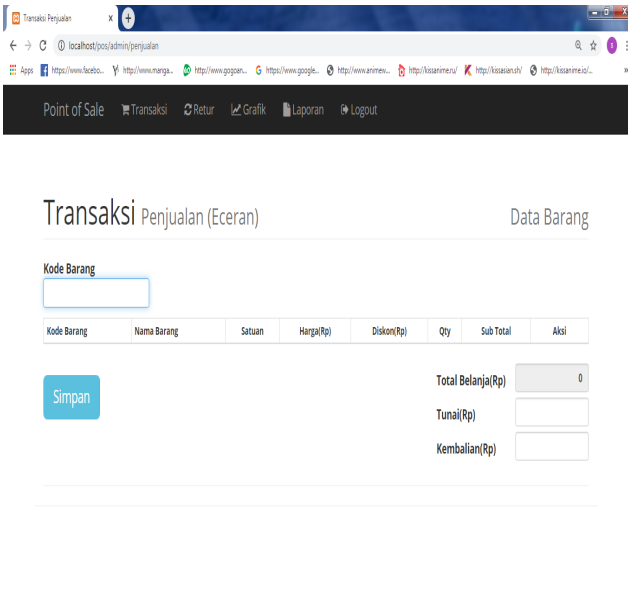 Transaksi Penjualan x
localhost/pos/admin/penjualan
Apps https://www.facebo... http://www.manga... http://www.gogoan... https://www.google... http://www.animew... http://kissanime.ru/ http://kissasian.sh/ http://kissanime.io/... »
Point of Sale Transaksi Retur Grafik Laporan Logout
Transaksi Penjualan (Eceran) Data Barang
Kode Barang
Kode Barang Nama Barang Satuan Harga(Rp) Diskon(Rp) Qty Sub Total Aksi
Simpan
Total Belanja(Rp) 0
Tunai(Rp)
Kembalian(Rp)